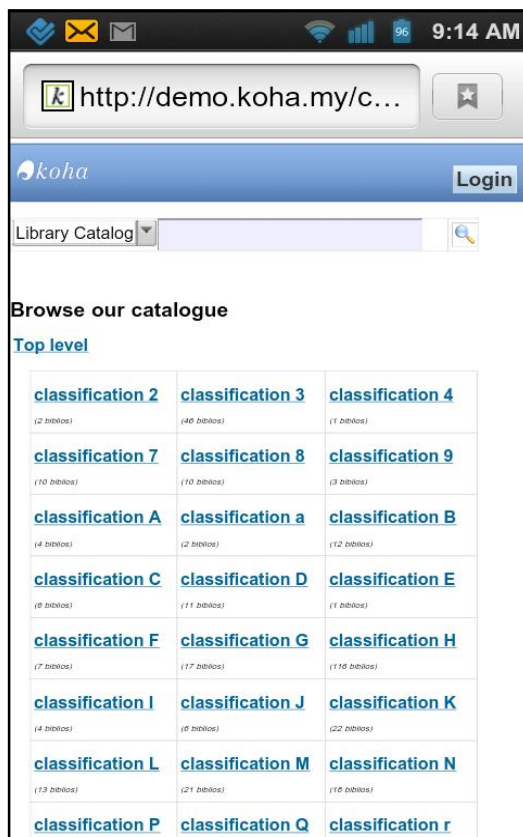 96 9:14 AM
k http://demo.koha.my/c...
koha Login
Library Catalog
Browse our catalogue
Top level
classification 2 classification 3 classification 4
(2 biblios) (46 biblios) (1 biblios)
classification 7 classification 8 classification 9
(10 biblios) (10 biblios) (3 biblios)
classification A classification a classification B
(4 biblios) (2 biblios) (12 biblios)
classification C classification D classification E
(6 biblios) (11 biblios) (1 biblios)
classification F classification G classification H
(7 biblios) (17 biblios) (116 biblios)
classification I classification J classification K
(4 biblios) (6 biblios) (22 biblios)
classification L classification M classification N
(13 biblios) (21 biblios) (16 biblios)
classification P classification Q classification r